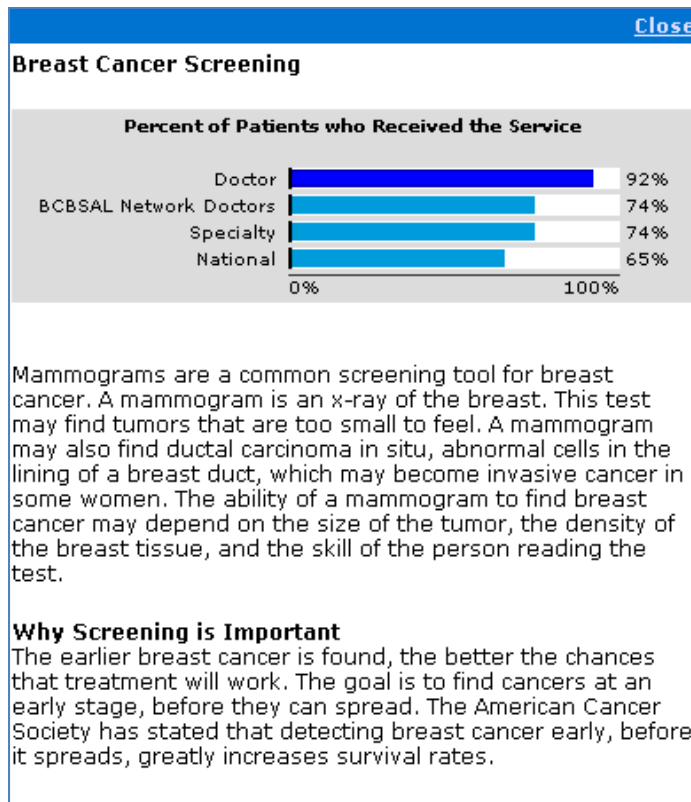 Close
Breast Cancer Screening
Percent of Patients who Received the Service
Doctor 92%
BCBSAL Network Doctors 74%
Specialty 74%
National 65%
0% 100%
Mammograms are a common screening tool for breast
cancer. A mammogram is an x-ray of the breast. This test
may find tumors that are too small to feel. A mammogram
may also find ductal carcinoma in situ, abnormal cells in the
lining of a breast duct, which may become invasive cancer in
some women. The ability of a mammogram to find breast
cancer may depend on the size of the tumor, the density of
the breast tissue, and the skill of the person reading the
test.
Why Screening is Important
The earlier breast cancer is found, the better the chances
that treatment will work. The goal is to find cancers at an
early stage, before they can spread. The American Cancer
Society has stated that detecting breast cancer early, before
it spreads, greatly increases survival rates.